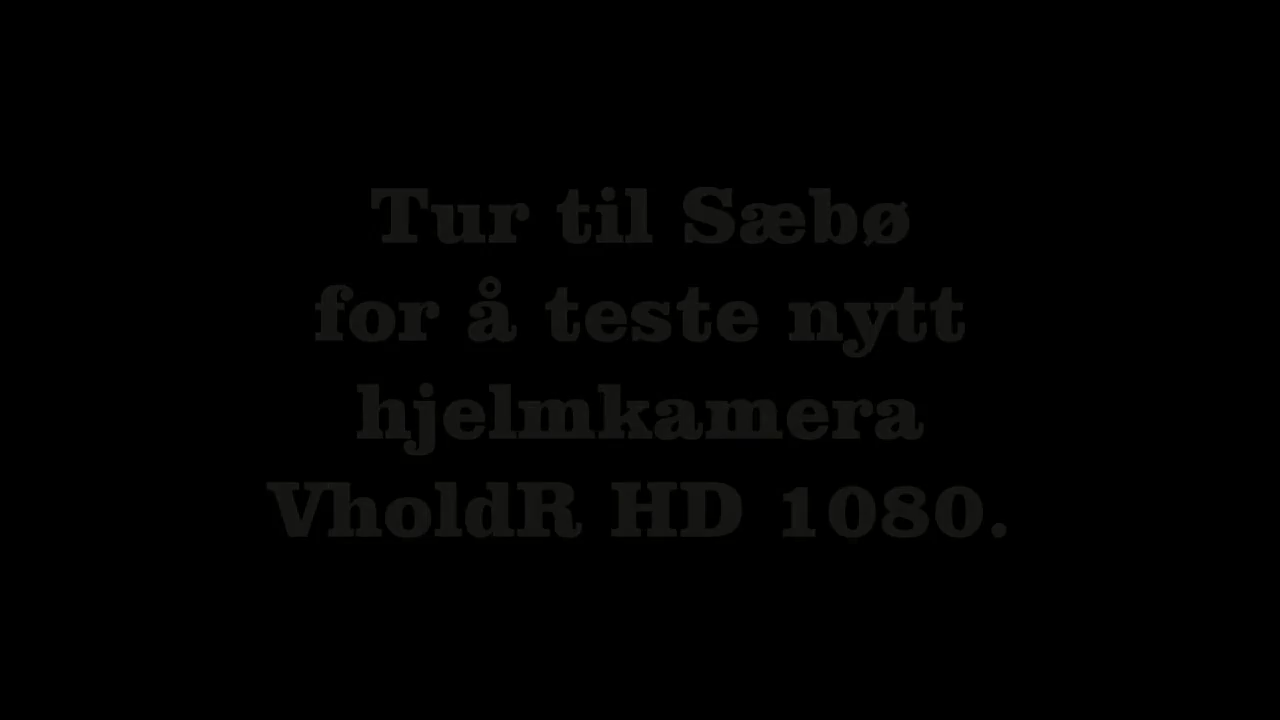 Tur til Sæbø
for å teste nytt
hjelmkamera
VholdR HD 1080.